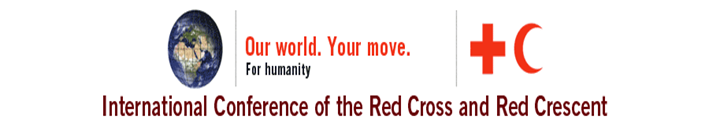 Our world. Your move.
For humanity
International Conference of the Red Cross and Red Crescent